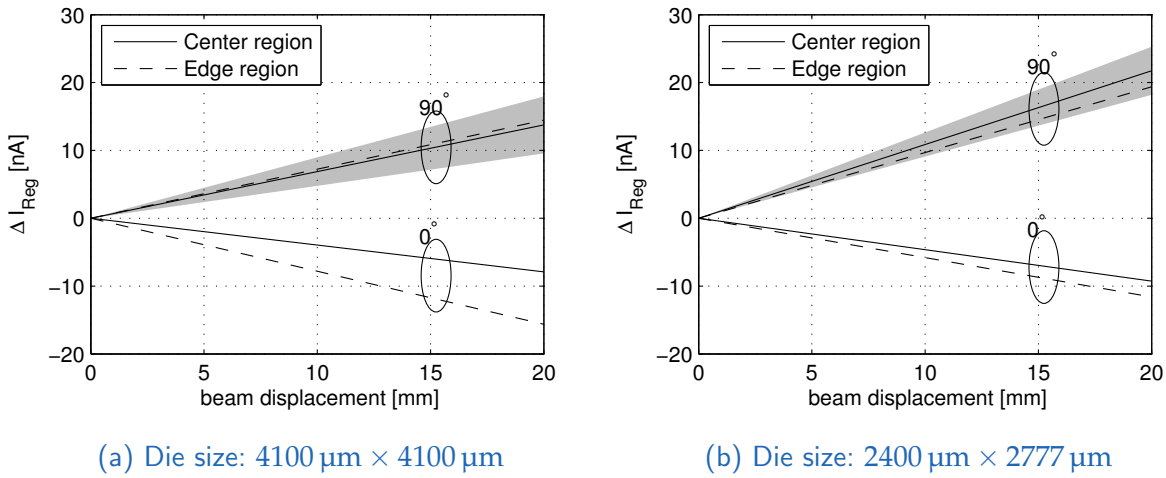 30
20
10
0
−10
−20
Δ I_Reg [nA]
Center region
Edge region
90°
0°
0 5 10 15 20
beam displacement [mm]
(a) Die size: 4100 µm × 4100 µm
30
20
10
0
−10
−20
Δ I_Reg [nA]
Center region
Edge region
90°
0°
0 5 10 15 20
beam displacement [mm]
(b) Die size: 2400 µm × 2777 µm